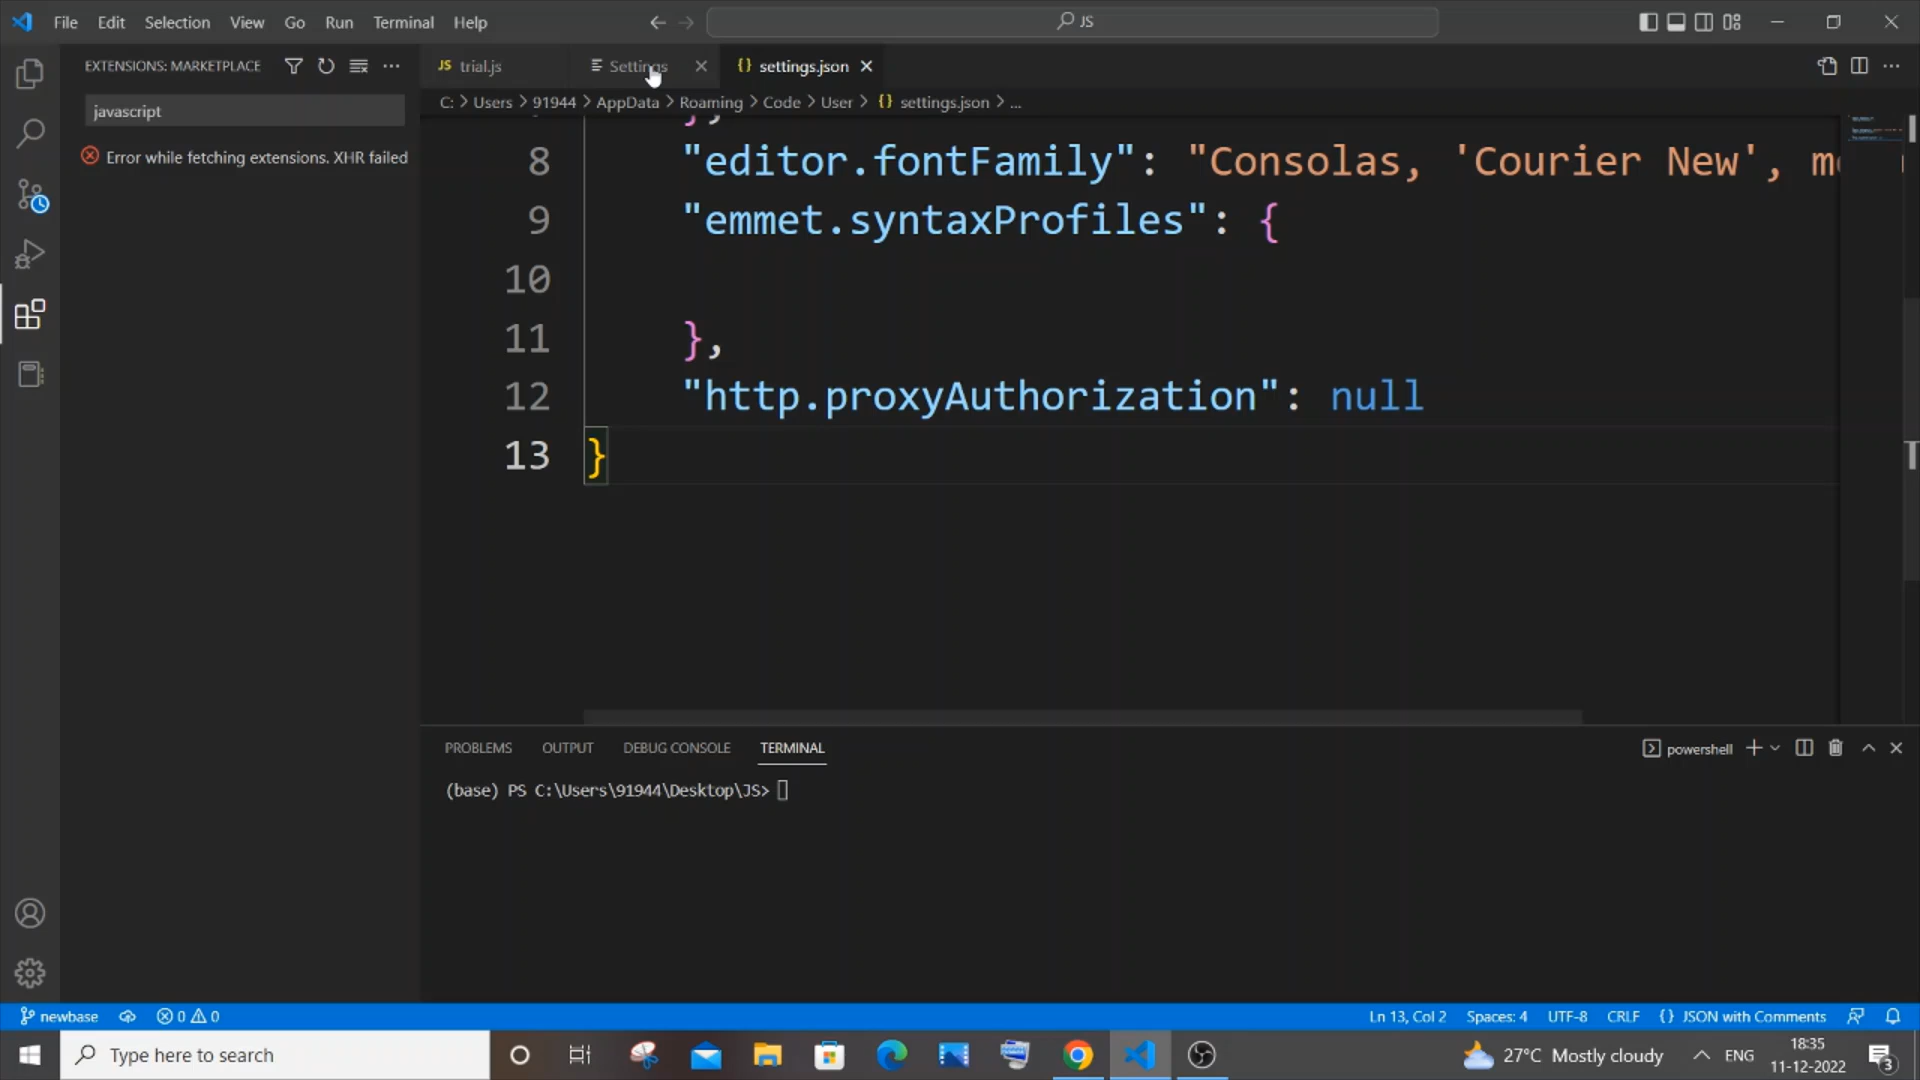 File Edit Selection View Go Run Terminal Help
JS
EXTENSIONS: MARKETPLACE
javascript
Error while fetching extensions. XHR failed
JS trial.js
Settings
{} settings.json
C: > Users > 91944 > AppData > Roaming > Code > User > {} settings.json > ...
},
8 "editor.fontFamily": "Consolas, 'Courier New',
9 "emmet.syntaxProfiles": {
10
11 },
12 "http.proxyAuthorization": null
13 }
PROBLEMS OUTPUT DEBUG CONSOLE TERMINAL
powershell
(base) PS C:\Users\91944\Desktop\JS>
newbase
0 0
Ln 13, Col 2 Spaces: 4 UTF-8 CRLF {} JSON with Comments
Type here to search
27°C Mostly cloudy
ENG
18:35
11-12-2022
3